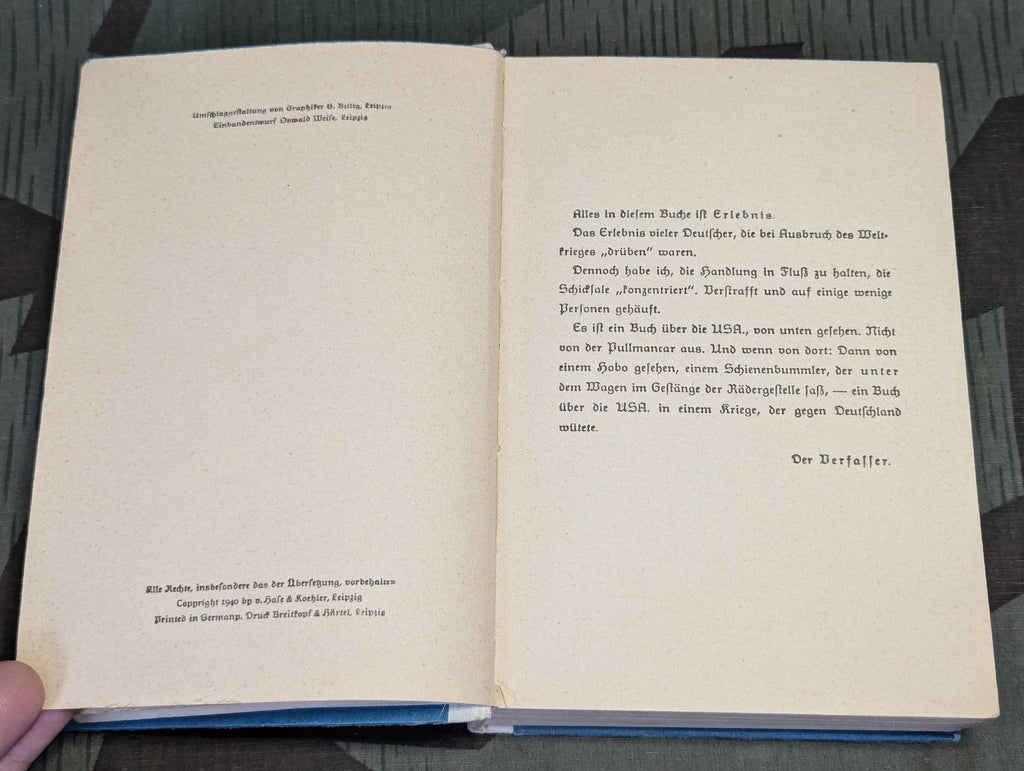 Umschlaggestaltung von Graphiker G. Billig, Leipzig
Einbandentwurf Oswald Weise, Leipzig
Alle Rechte, insbesondere das der Übersetzung, vorbehalten
Copyright 1940 by v. Hase & Koehler, Leipzig
Printed in Germany. Druck Breitkopf & Härtel, Leipzig
Alles in diesem Buche ist Erlebnis.
Das Erlebnis vieler Deutscher, die bei Ausbruch des Welt-
krieges „drüben“ waren.
Dennoch habe ich, die Handlung in Fluß zu halten, die
Schicksale „konzentriert“. Verstrafft und auf einige wenige
Personen gehäuft.
Es ist ein Buch über die USA., von unten gesehen. Nicht
von der Pullmancar aus. Und wenn von dort: Dann von
einem Hobo gesehen, einem Schienenbummler, der unter
dem Wagen im Gestänge der Rädergestelle saß, — ein Buch
über die USA. in einem Kriege, der gegen Deutschland
wütete.
Der Verfasser.